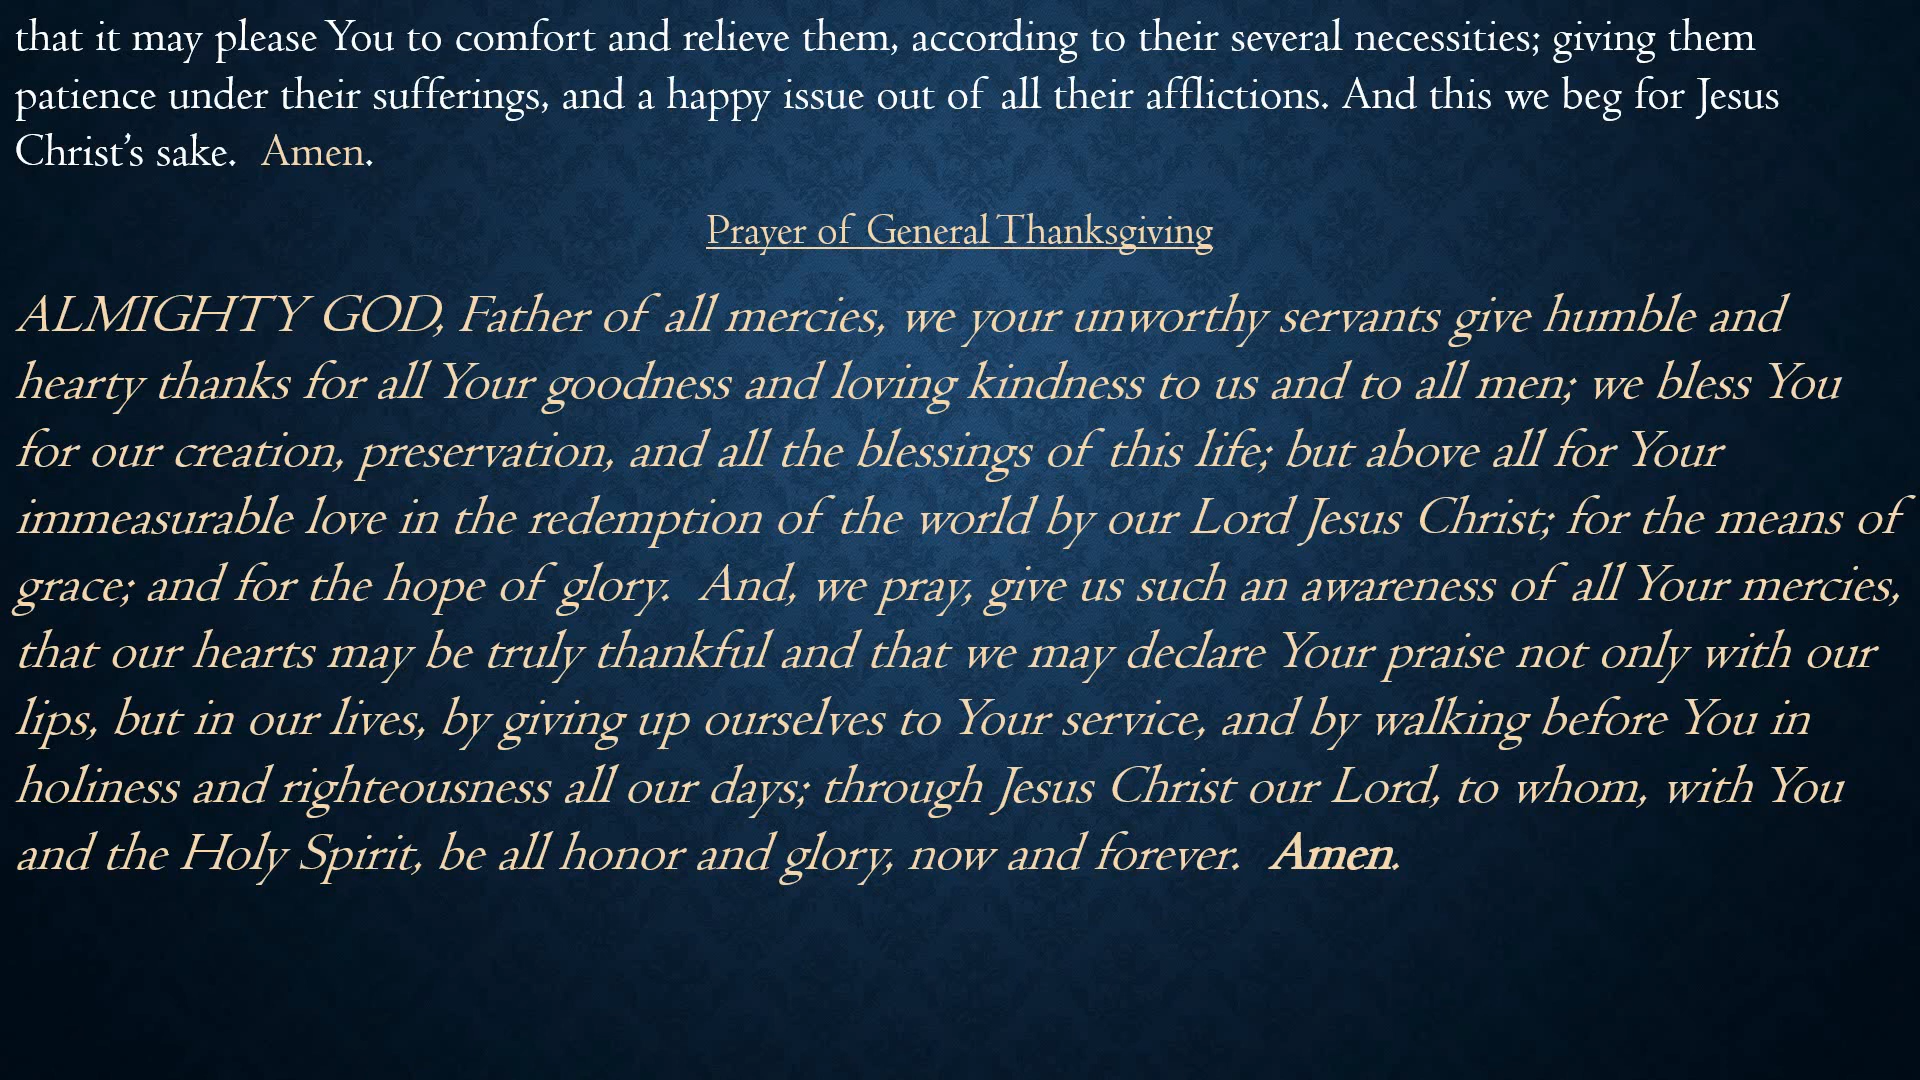 that it may please You to comfort and relieve them, according to their several necessities; giving them
patience under their sufferings, and a happy issue out of all their afflictions. And this we beg for Jesus
Christ’s sake.  Amen.
Prayer of General Thanksgiving
ALMIGHTY GOD, Father of all mercies, we your unworthy servants give humble and
hearty thanks for all Your goodness and loving kindness to us and to all men; we bless You
for our creation, preservation, and all the blessings of this life; but above all for Your
immeasurable love in the redemption of the world by our Lord Jesus Christ; for the means of
grace; and for the hope of glory.  And, we pray, give us such an awareness of all Your mercies,
that our hearts may be truly thankful and that we may declare Your praise not only with our
lips, but in our lives, by giving up ourselves to Your service, and by walking before You in
holiness and righteousness all our days; through Jesus Christ our Lord, to whom, with You
and the Holy Spirit, be all honor and glory, now and forever.  Amen.